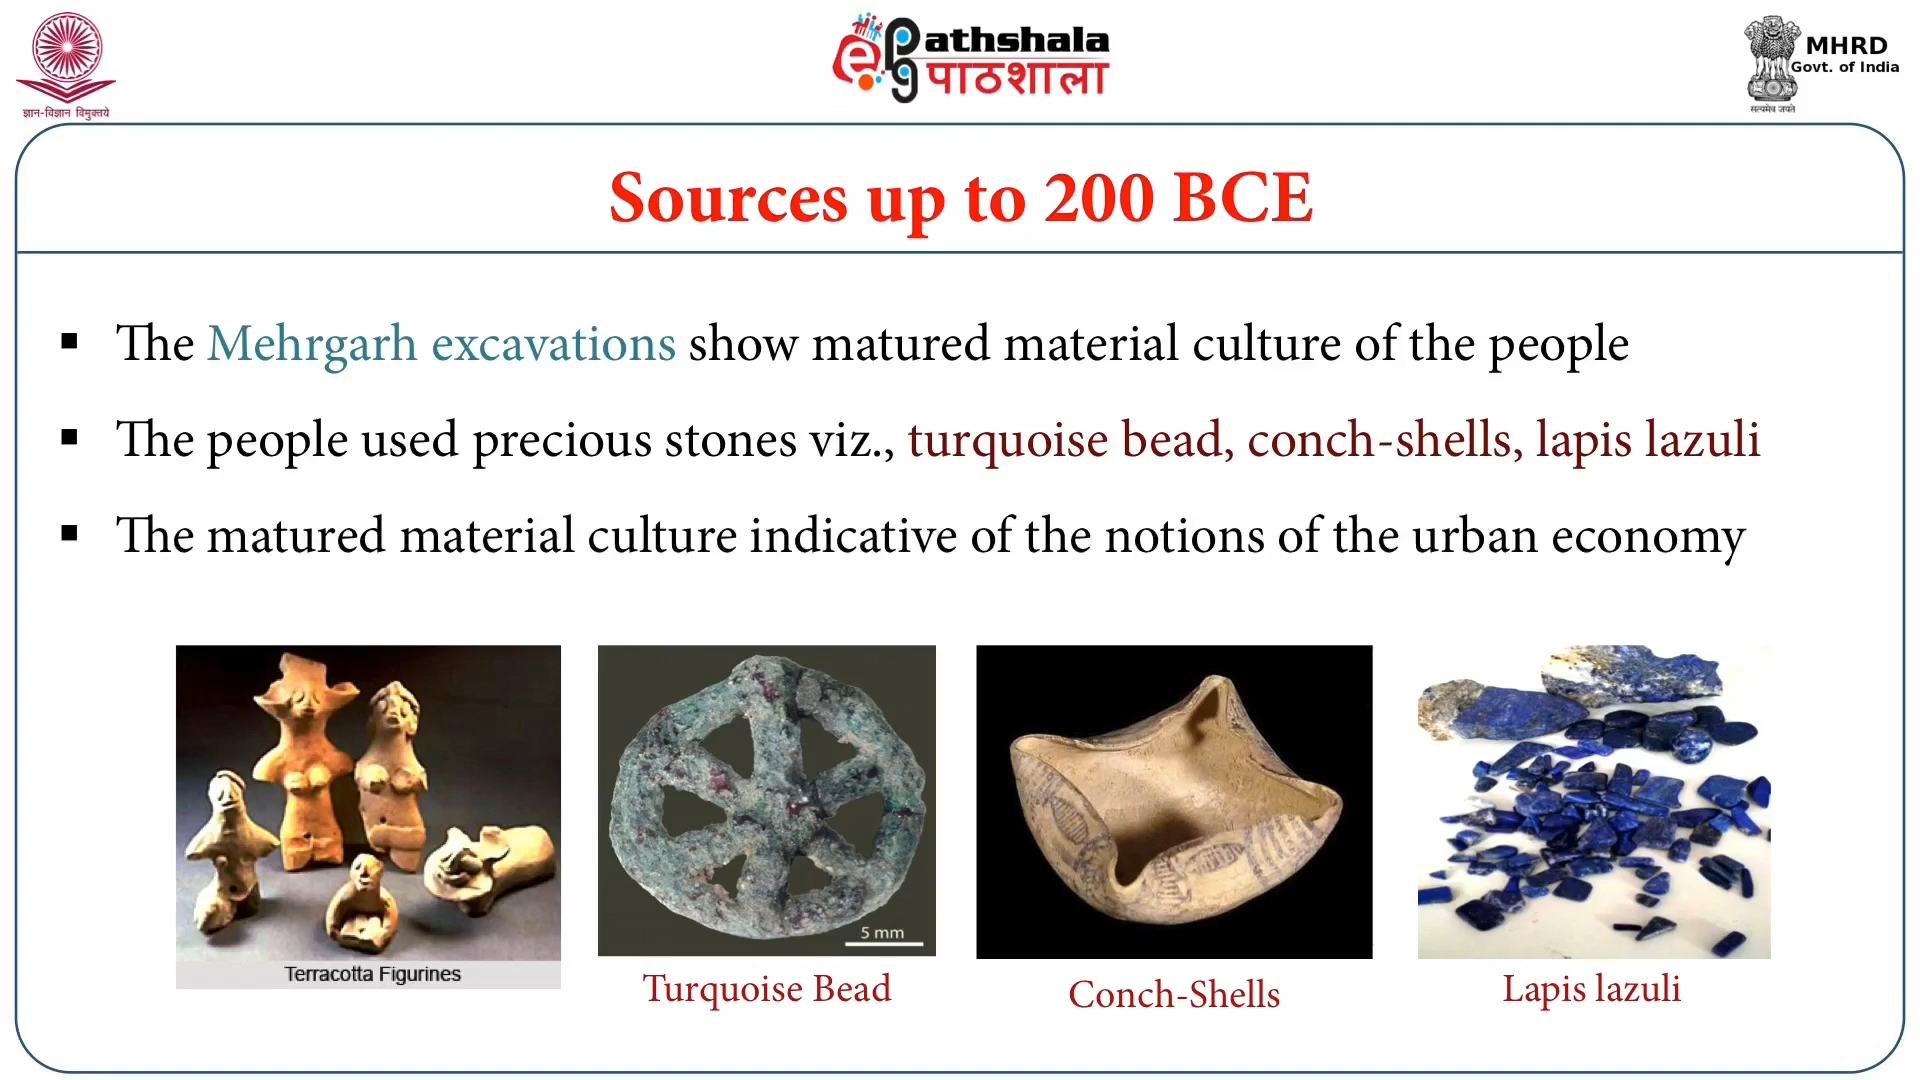 ज्ञान-विज्ञान विमुक्तये
e
pg
athshala
पाठशाला
MHRD
Govt. of India
सत्यमेव जयते
Sources up to 200 BCE
▪ The Mehrgarh excavations show matured material culture of the people
▪ The people used precious stones viz., turquoise bead, conch-shells, lapis lazuli
▪ The matured material culture indicative of the notions of the urban economy
5 mm
Terracotta Figurines
Turquoise Bead
Conch-Shells
Lapis lazuli